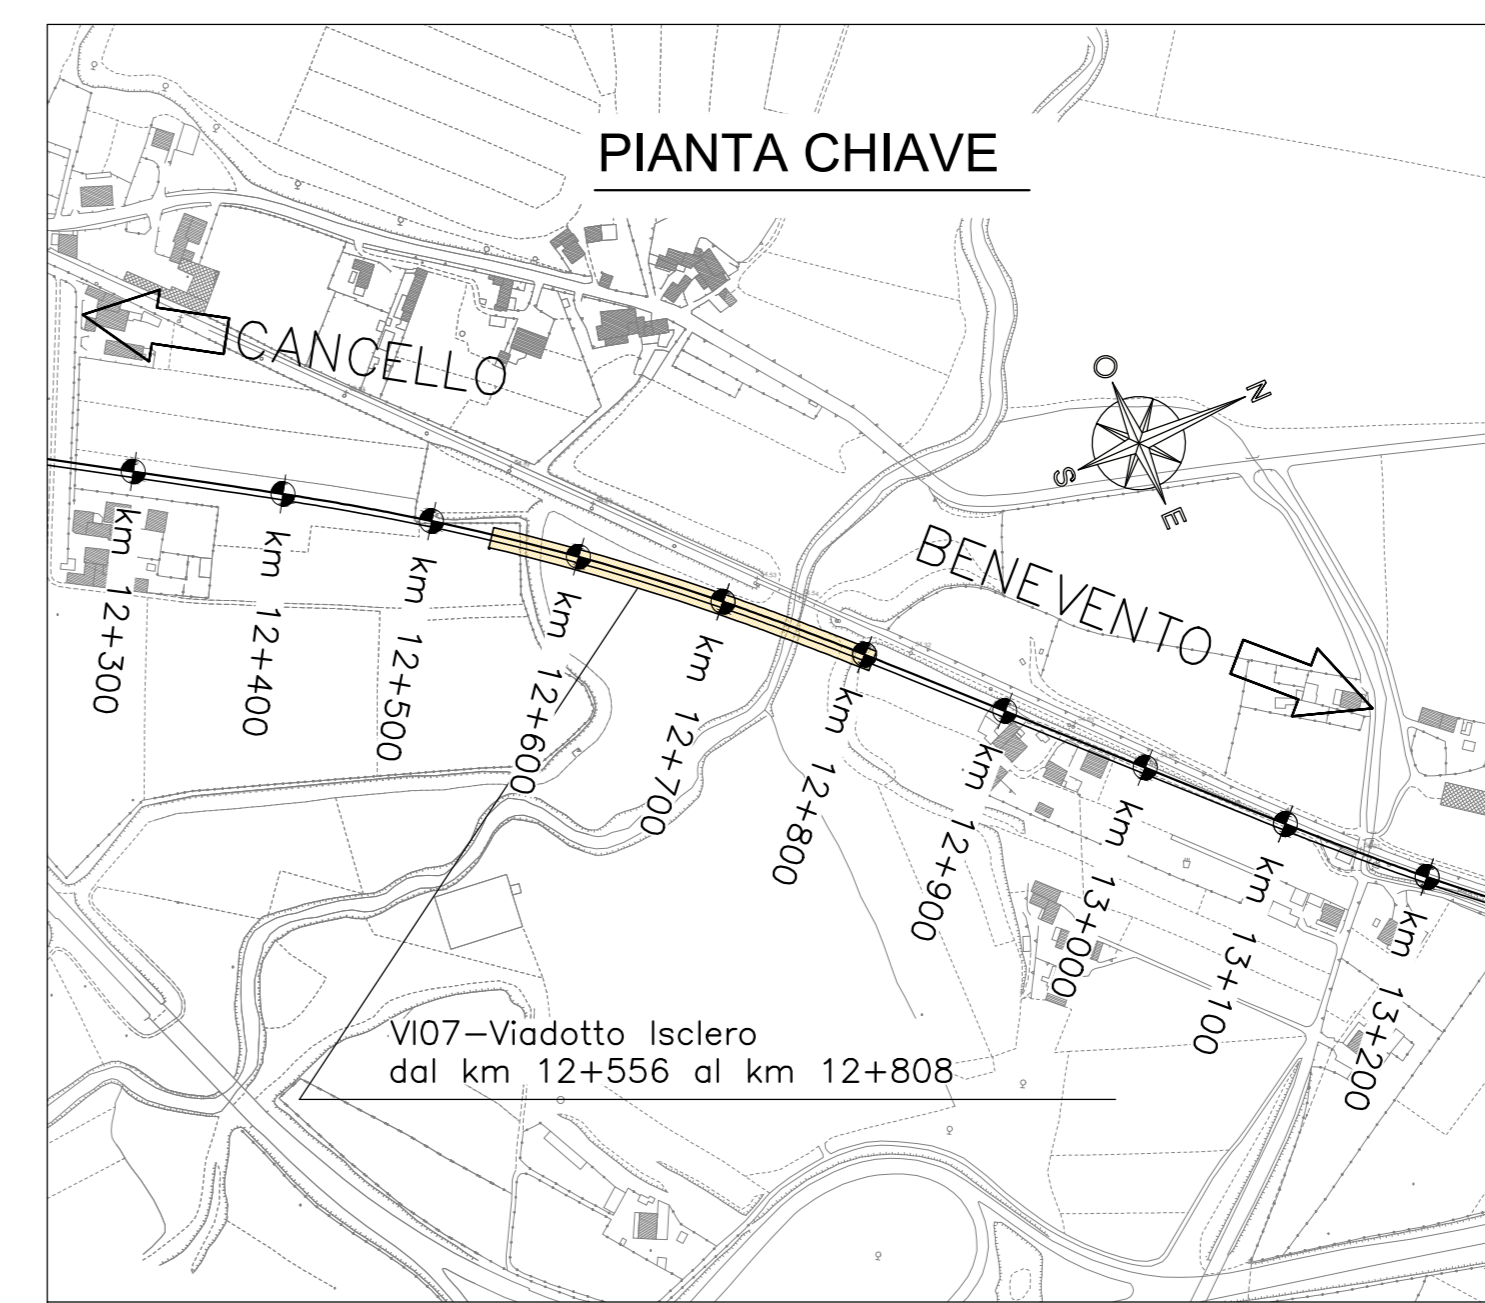 PIANTA CHIAVE
CANCELLO
O
N
S
E
BENEVENTO
km 12+300
km 12+400
km 12+500
km 12+600
km 12+700
km 12+800
km 12+900
km 13+000
km 13+100
km 13+200
VI07-Viadotto Isclero
dal km 12+556 al km 12+808